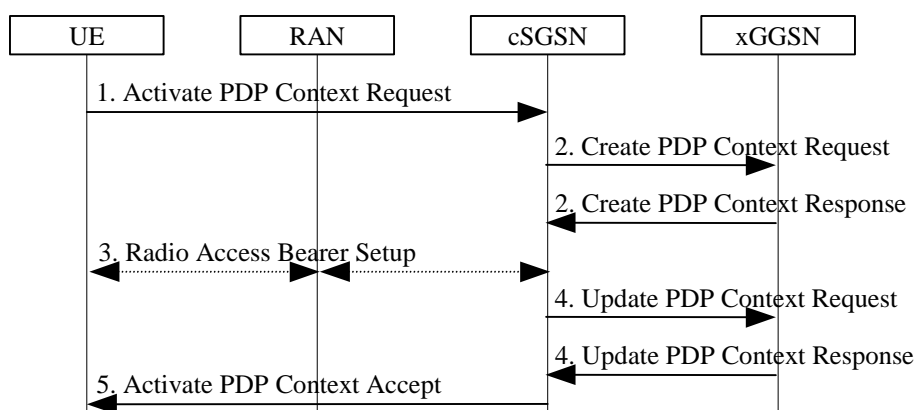 UE RAN cSGSN xGGSN
1. Activate PDP Context Request
2. Create PDP Context Request
2. Create PDP Context Response
3. Radio Access Bearer Setup
4. Update PDP Context Request
4. Update PDP Context Response
5. Activate PDP Context Accept